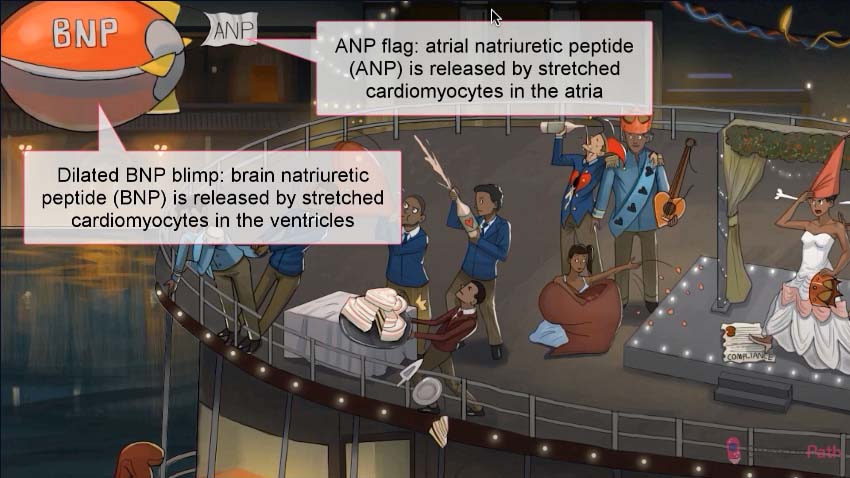 BNP
ANP
ANP flag: atrial natriuretic peptide
(ANP) is released by stretched
cardiomyocytes in the atria
Dilated BNP blimp: brain natriuretic
peptide (BNP) is released by stretched
cardiomyocytes in the ventricles
COMPLIANCE
Path